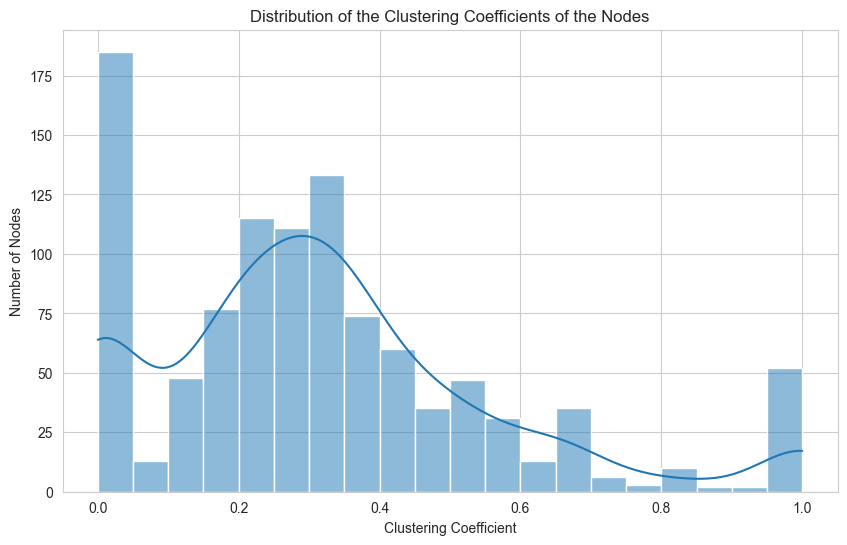 Distribution of the Clustering Coefficients of the Nodes
Number of Nodes
175
150
125
100
75
50
25
0
0.0 0.2 0.4 0.6 0.8 1.0
Clustering Coefficient